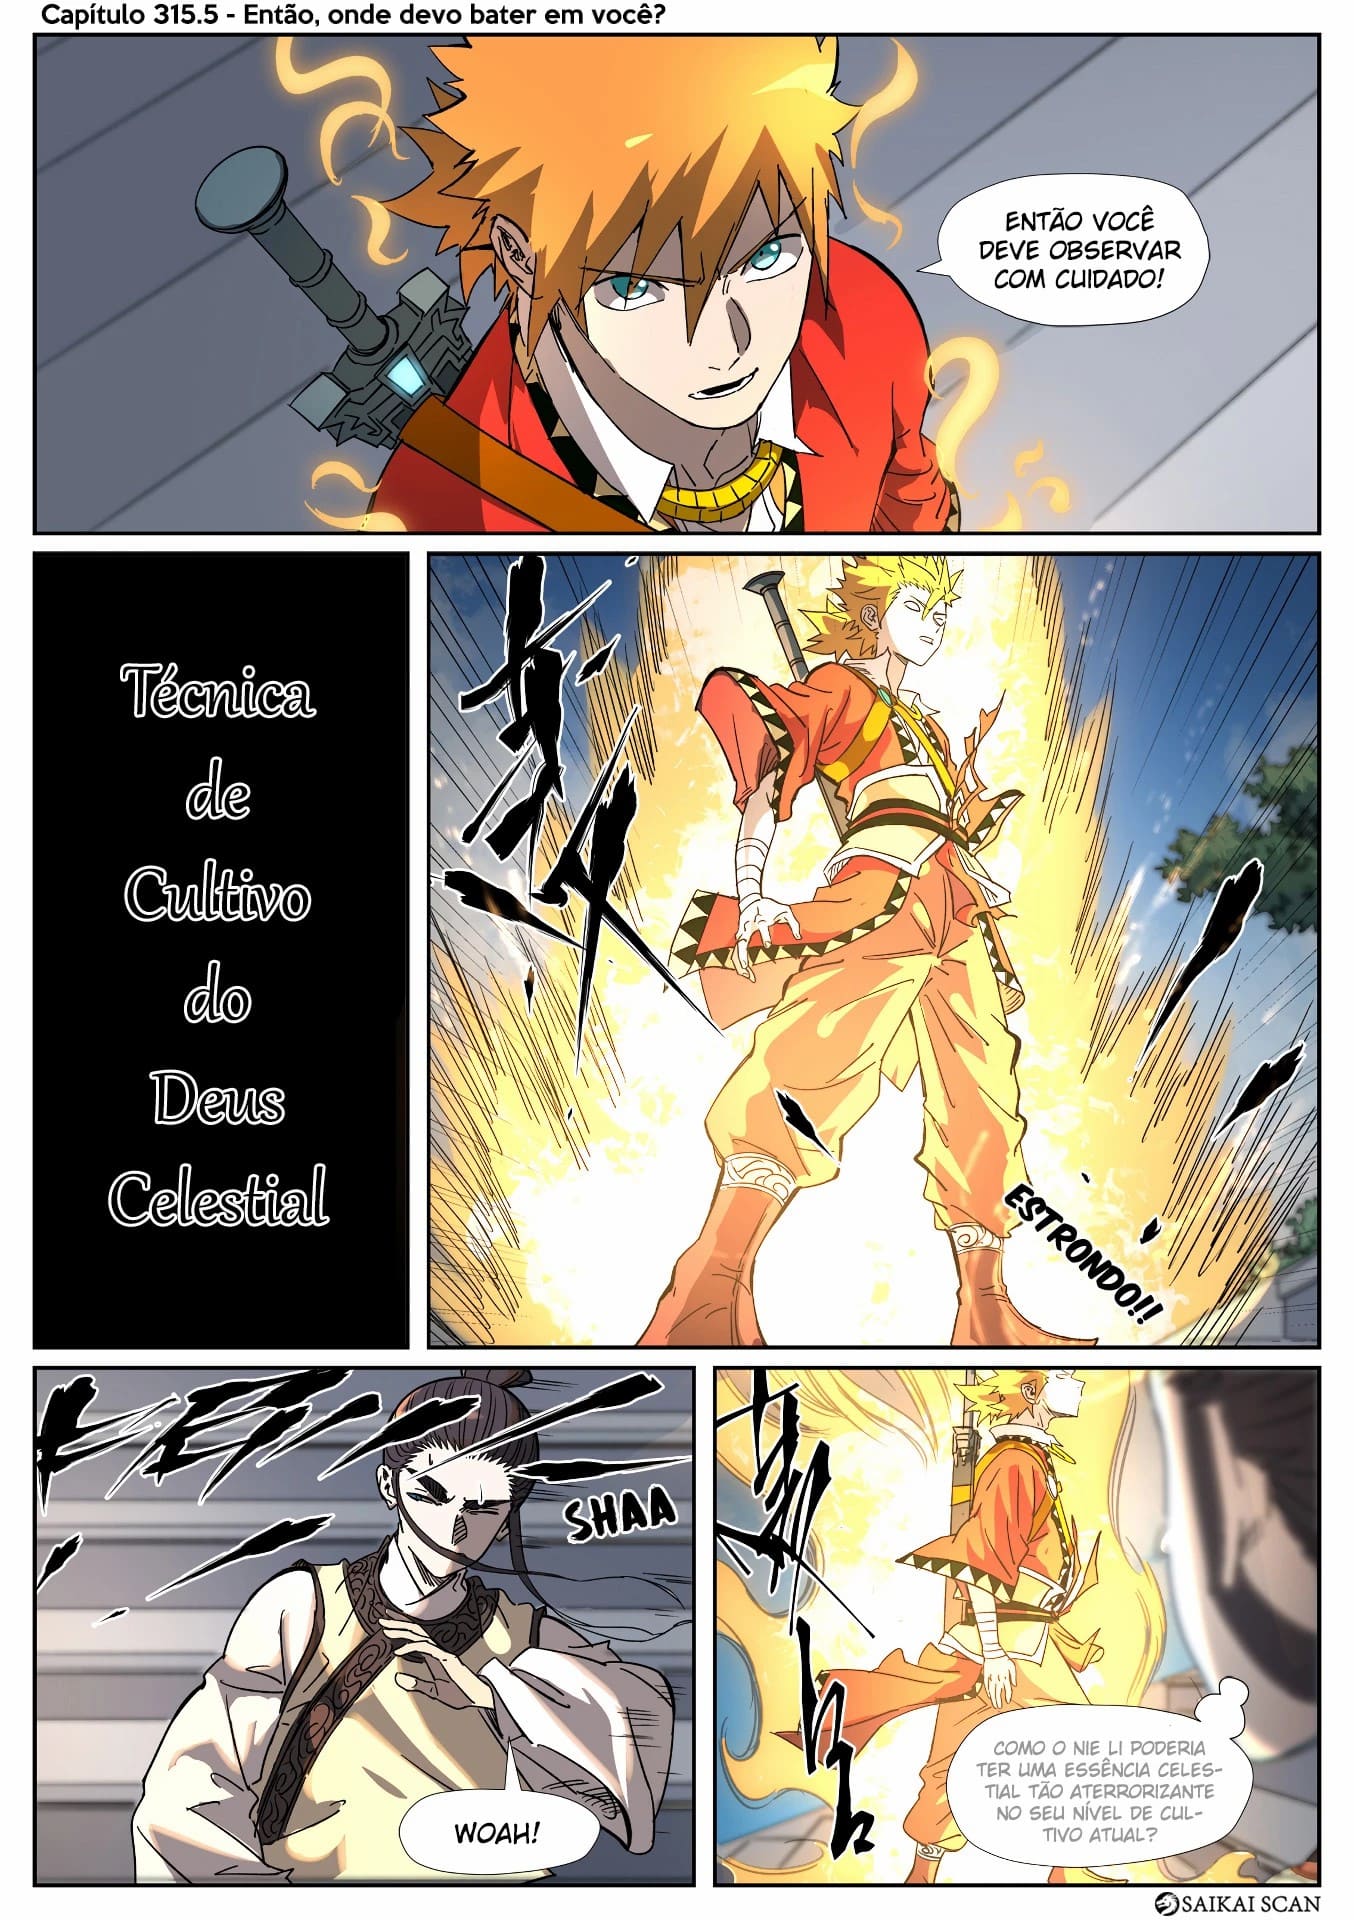 Capítulo 315.5 - Então, onde devo bater em você?
ENTÃO VOCÊ
DEVE OBSERVAR
COM CUIDADO!
Técnica
de
Cultivo
do
Deus
Celestial
ESTRONDO!!
SHAA
WOAH!
COMO O NIE LI PODERIA
TER UMA ESSÊNCIA CELES-
TIAL TÃO ATERRORIZANTE
NO SEU NÍVEL DE CUL-
TIVO ATUAL?
SAIKAI SCAN